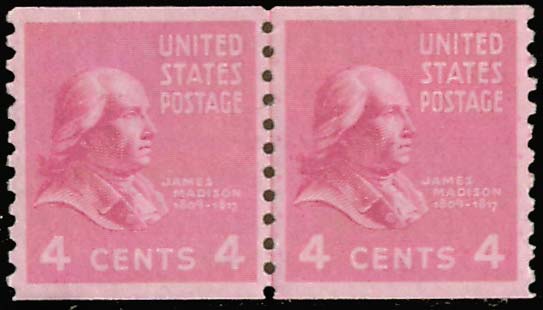 UNITED
STATES
POSTAGE
JAMES
MADISON
1809-1817
4 CENTS 4
UNITED
STATES
POSTAGE
JAMES
MADISON
1809-1817
4 CENTS 4